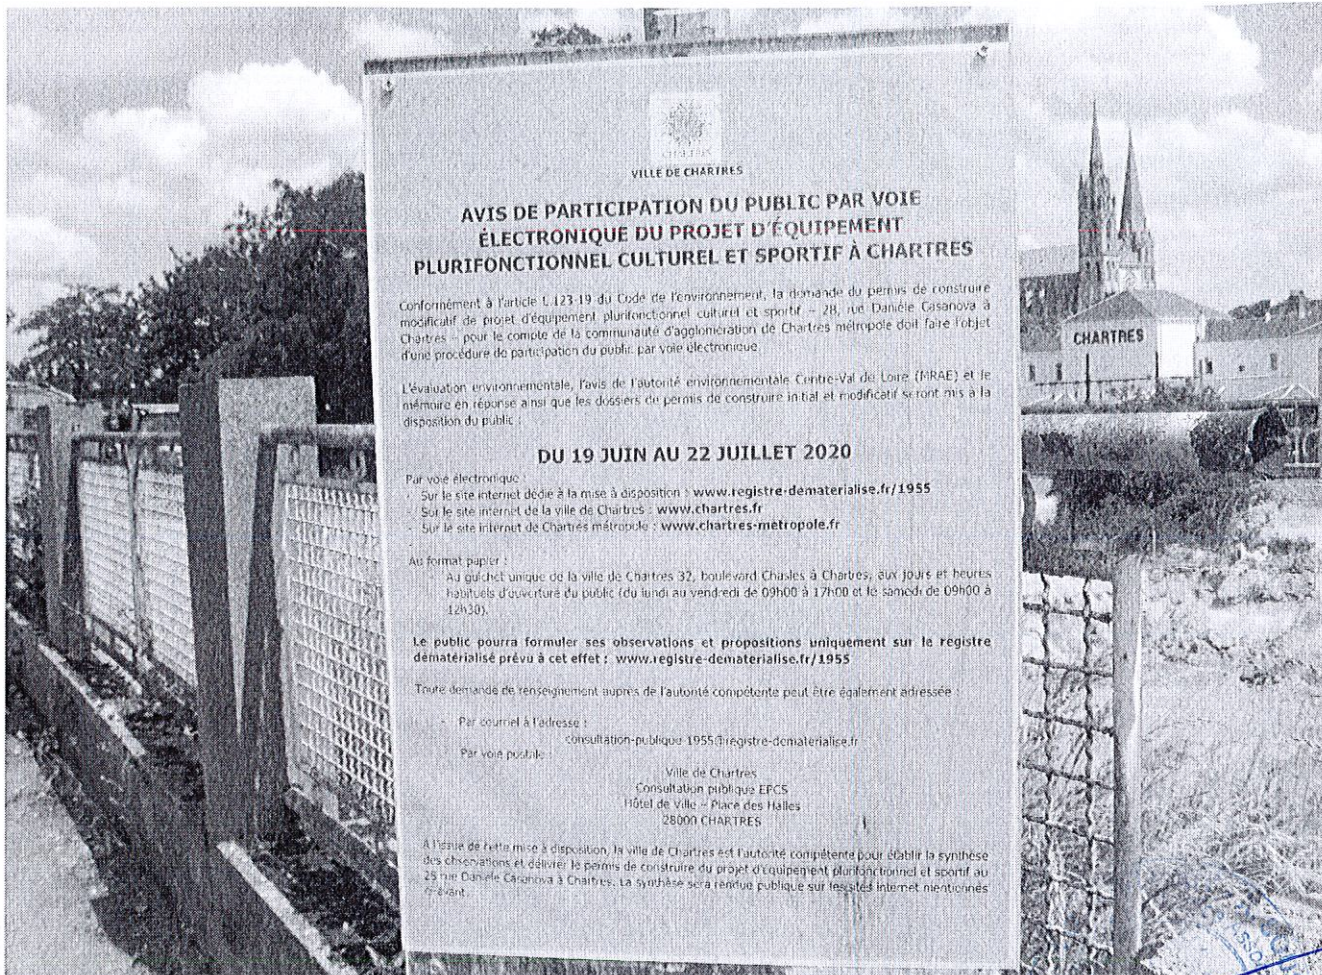 CHARTRES
VILLE DE CHARTRES
AVIS DE PARTICIPATION DU PUBLIC PAR VOIE
ÉLECTRONIQUE DU PROJET D'ÉQUIPEMENT
PLURIFONCTIONNEL CULTUREL ET SPORTIF À CHARTRES
Conformément à l'article L 123-19 du Code de l'environnement, la demande du permis de construire
modificatif de projet d'équipement plurifonctionnel culturel et sportif – 28, rue Danièle Casanova à
Chartres – pour le compte de la communauté d'agglomération de Chartres métropole doit faire l'objet
d'une procédure de participation du public par voie électronique.
L'évaluation environnementale, l'avis de l'autorité environnementale Centre-Val de Loire (MRAE) et le
mémoire en réponse ainsi que les dossiers de permis de construire initial et modificatif seront mis à la
disposition du public :
DU 19 JUIN AU 22 JUILLET 2020
Par voie électronique :
- Sur le site internet dédié à la mise à disposition : www.registre-dematerialise.fr/1955
- Sur le site internet de la ville de Chartres : www.chartres.fr
- Sur le site internet de Chartres métropole : www.chartres-metropole.fr
Au format papier :
- Au guichet unique de la ville de Chartres 32, boulevard Chasles à Chartres, aux jours et heures
habituels d'ouverture du public (du lundi au vendredi de 09h00 à 17h00 et le samedi de 09h00 à
12h30).
Le public pourra formuler ses observations et propositions uniquement sur le registre
dématérialisé prévu à cet effet : www.registre-dematerialise.fr/1955
Toute demande de renseignement auprès de l'autorité compétente peut être également adressée :
- Par courriel à l'adresse :
consultation-publique-1955@registre-dematerialise.fr
Par voie postale :
Ville de Chartres
Consultation publique EPCS
Hôtel de Ville – Place des Halles
28000 CHARTRES
A l'issue de cette mise à disposition, la ville de Chartres est l'autorité compétente pour établir la synthèse
des observations et délivrer le permis de construire du projet d'équipement plurifonctionnel et sportif au
rue Danièle Casanova à Chartres. La synthèse sera rendue publique sur les sites internet mentionnés
ci-avant.
CHARTRES